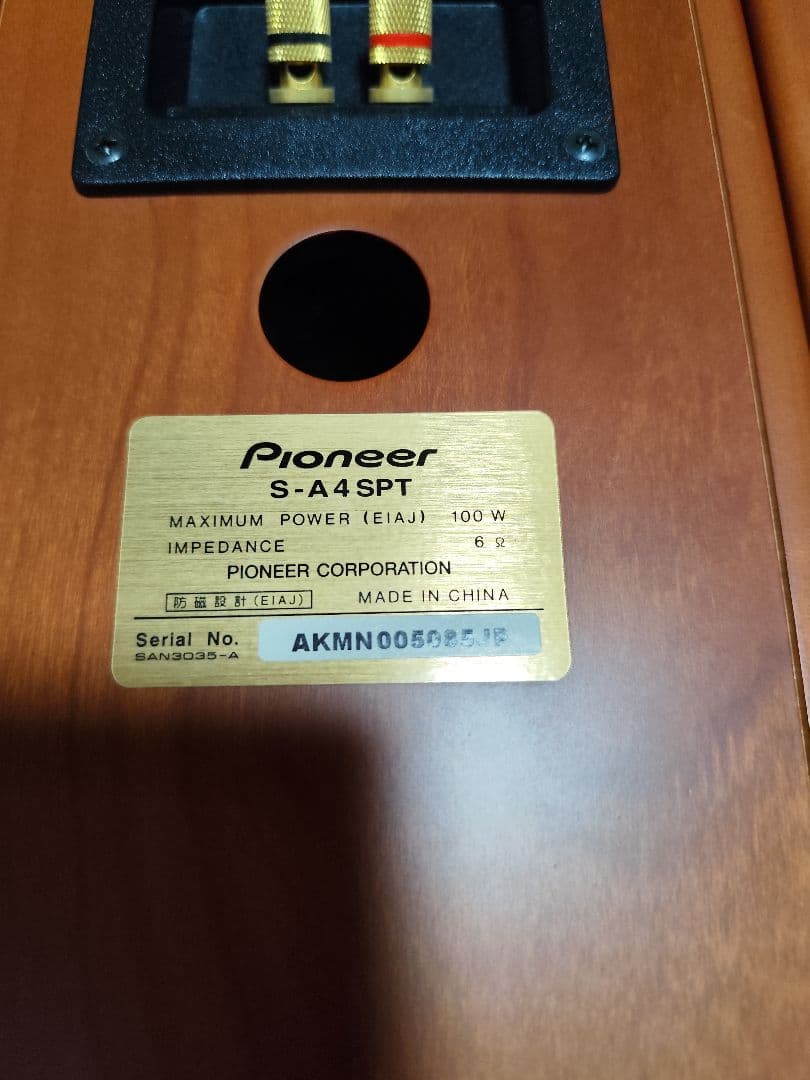 Pioneer
S-A4SPT
MAXIMUM POWER (EIAJ) 100 W
IMPEDANCE 6 Ω
PIONEER CORPORATION
防磁設計(EIAJ) MADE IN CHINA
Serial No. AKMN005085JP
SAN3035-A